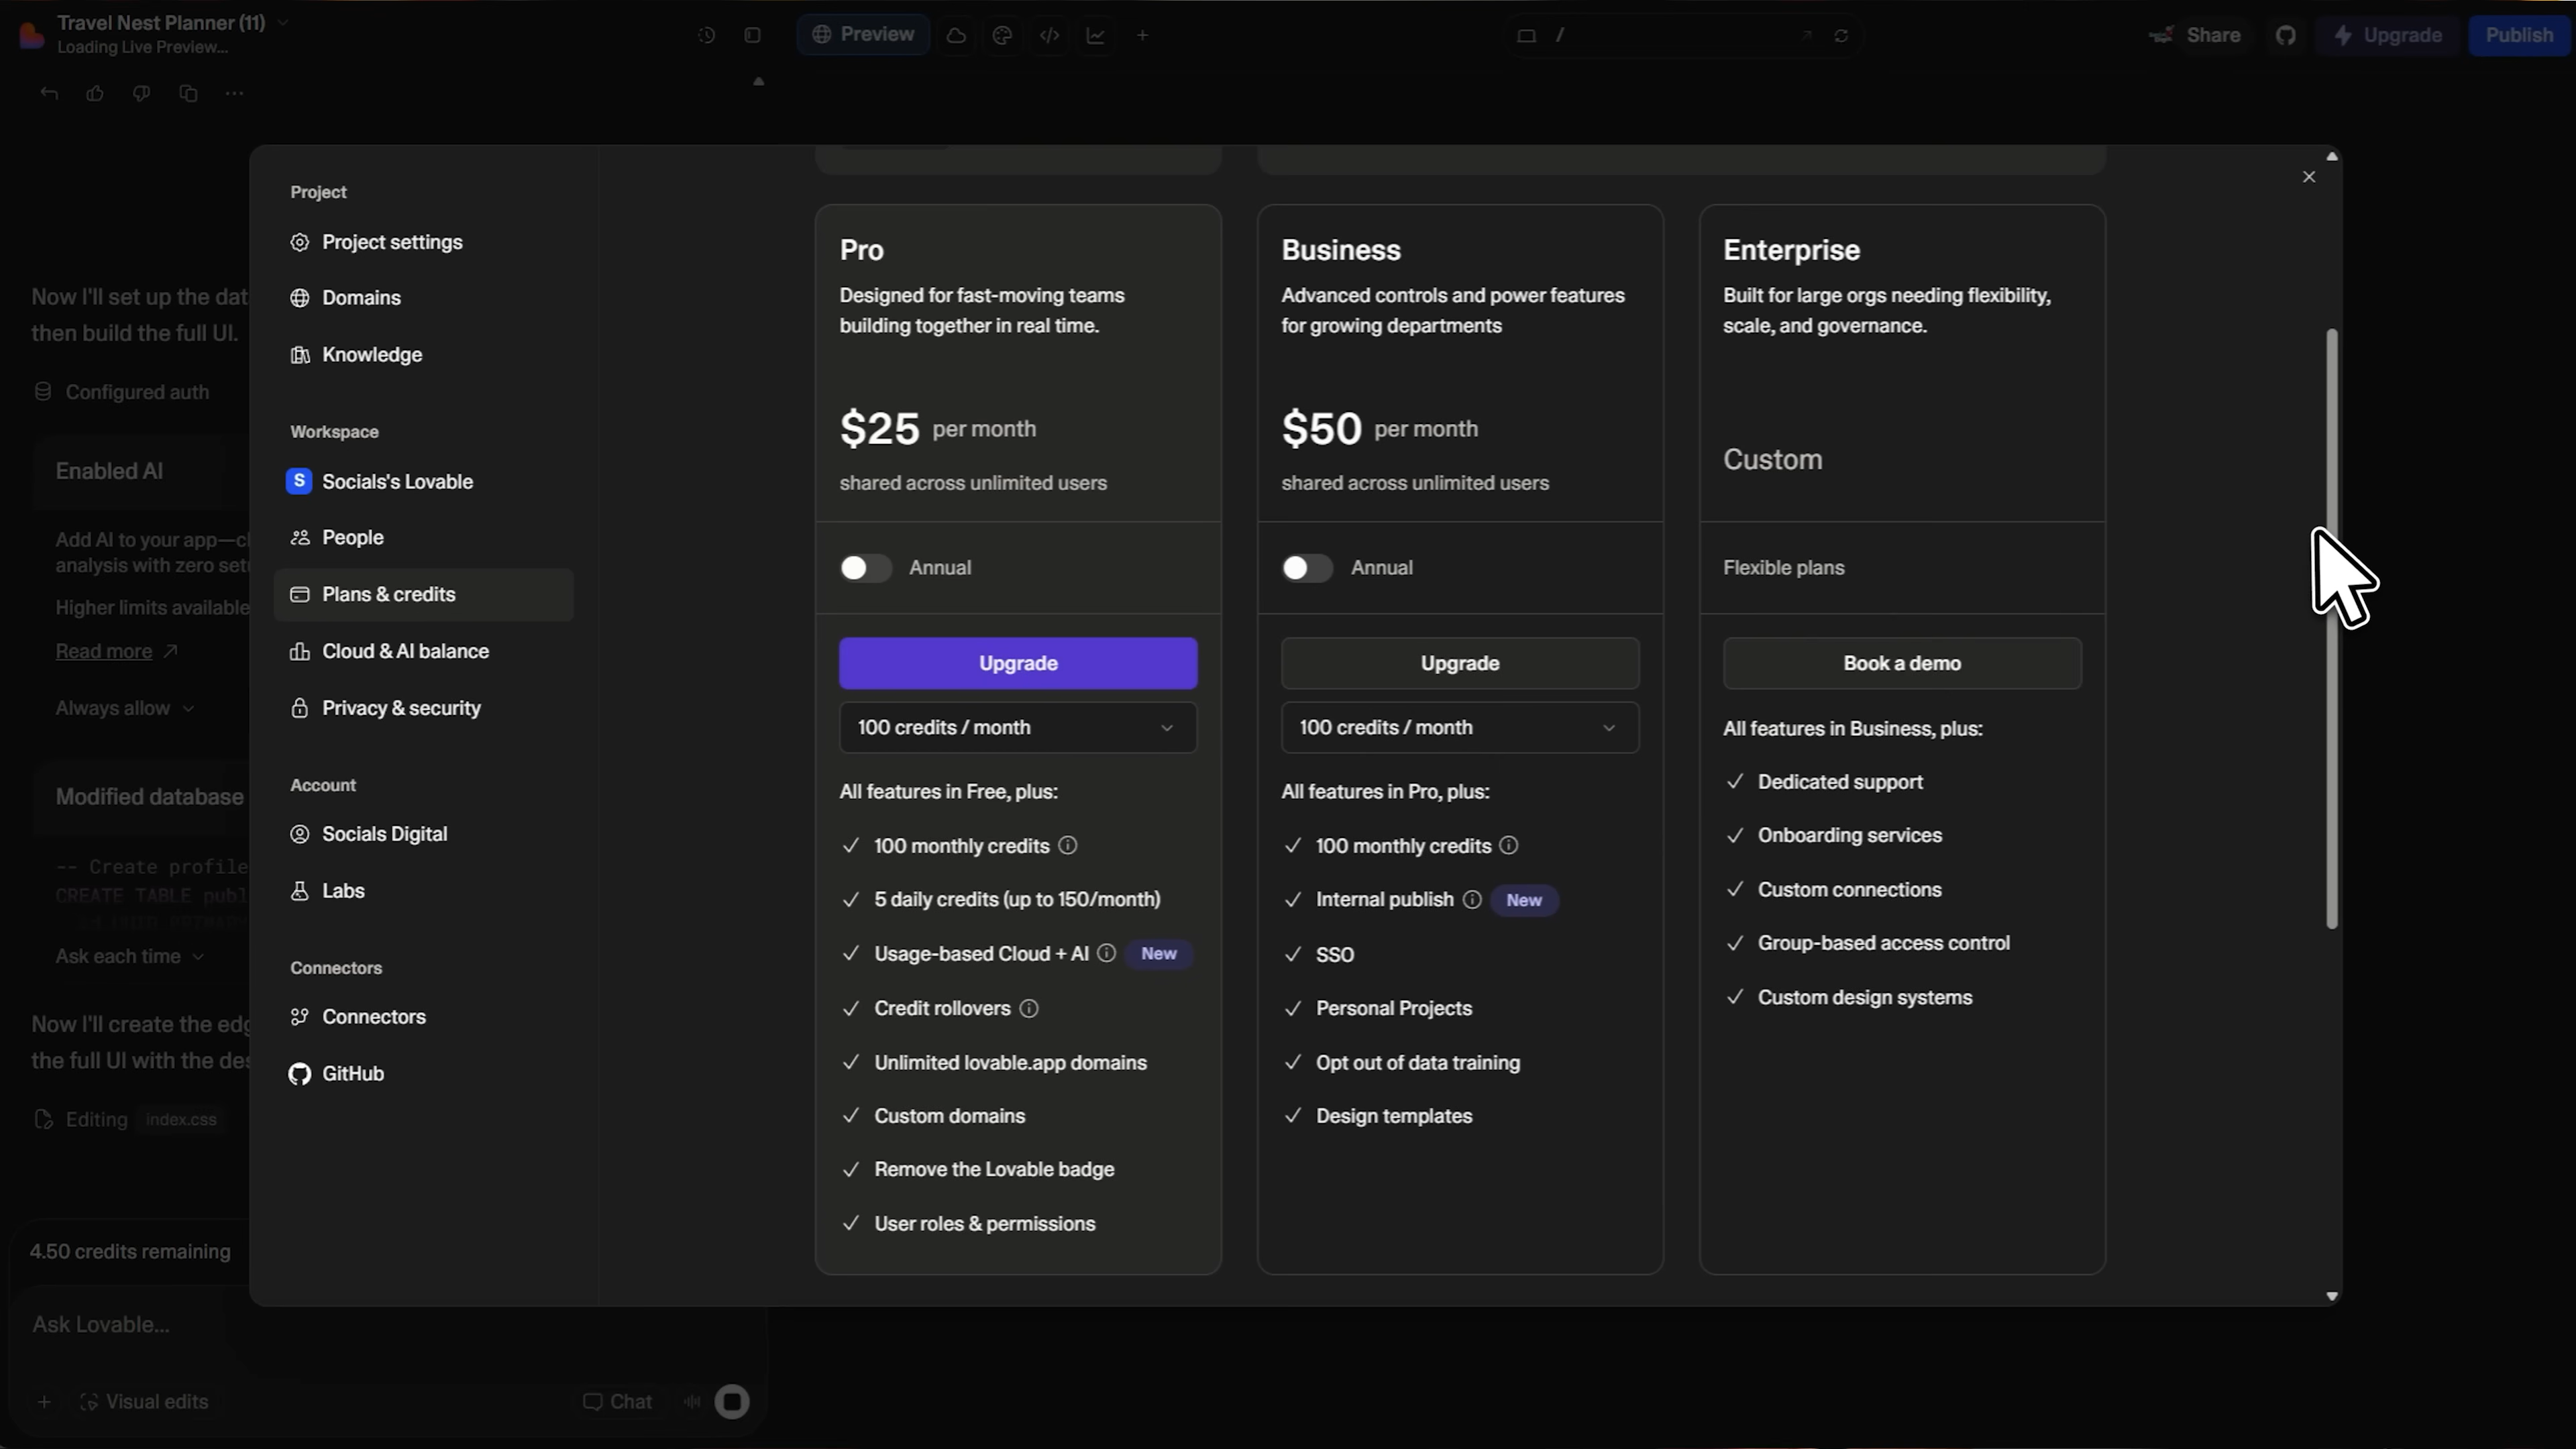 Travel Nest Planner (11)
Loading Live Preview...
Preview
/
Share
Upgrade
Publish
Now I'll set up the dat
then build the full UI.
Configured auth
Enabled AI
Add AI to your app—cl
analysis with zero set
Higher limits available
Read more
Always allow
Modified database
-- Create profile
CREATE TABLE publ
Ask each time
Now I'll create the edg
the full UI with the des
Editing index.css
4.50 credits remaining
Ask Lovable...
Visual edits
Chat
Project
Project settings
Domains
Knowledge
Workspace
S Socials's Lovable
People
Plans & credits
Cloud & AI balance
Privacy & security
Account
Socials Digital
Labs
Connectors
Connectors
GitHub
Pro
Designed for fast-moving teams
building together in real time.
$25 per month
shared across unlimited users
Annual
Upgrade
100 credits / month
All features in Free, plus:
100 monthly credits
5 daily credits (up to 150/month)
Usage-based Cloud + AI New
Credit rollovers
Unlimited lovable.app domains
Custom domains
Remove the Lovable badge
User roles & permissions
Business
Advanced controls and power features
for growing departments
$50 per month
shared across unlimited users
Annual
Upgrade
100 credits / month
All features in Pro, plus:
100 monthly credits
Internal publish New
SSO
Personal Projects
Opt out of data training
Design templates
Enterprise
Built for large orgs needing flexibility,
scale, and governance.
Custom
Flexible plans
Book a demo
All features in Business, plus:
Dedicated support
Onboarding services
Custom connections
Group-based access control
Custom design systems